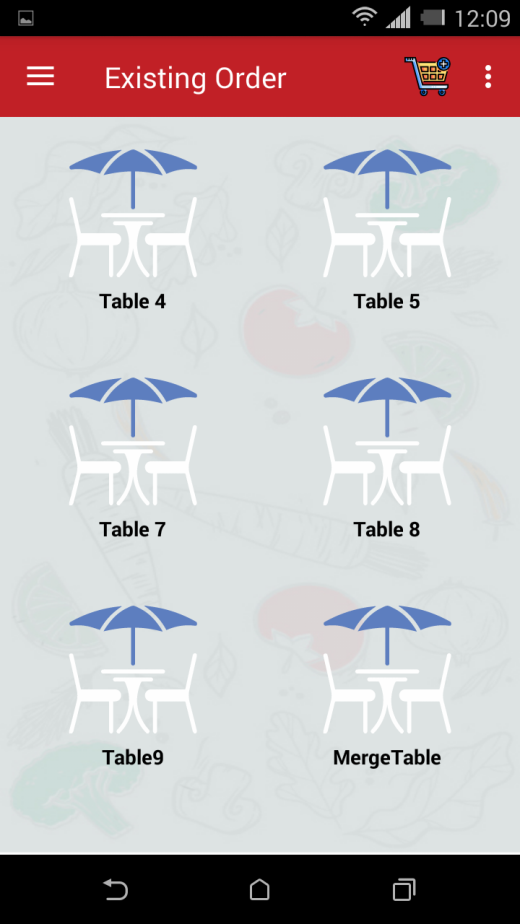 12:09
Existing Order
Table 4
Table 5
Table 7
Table 8
Table9
MergeTable